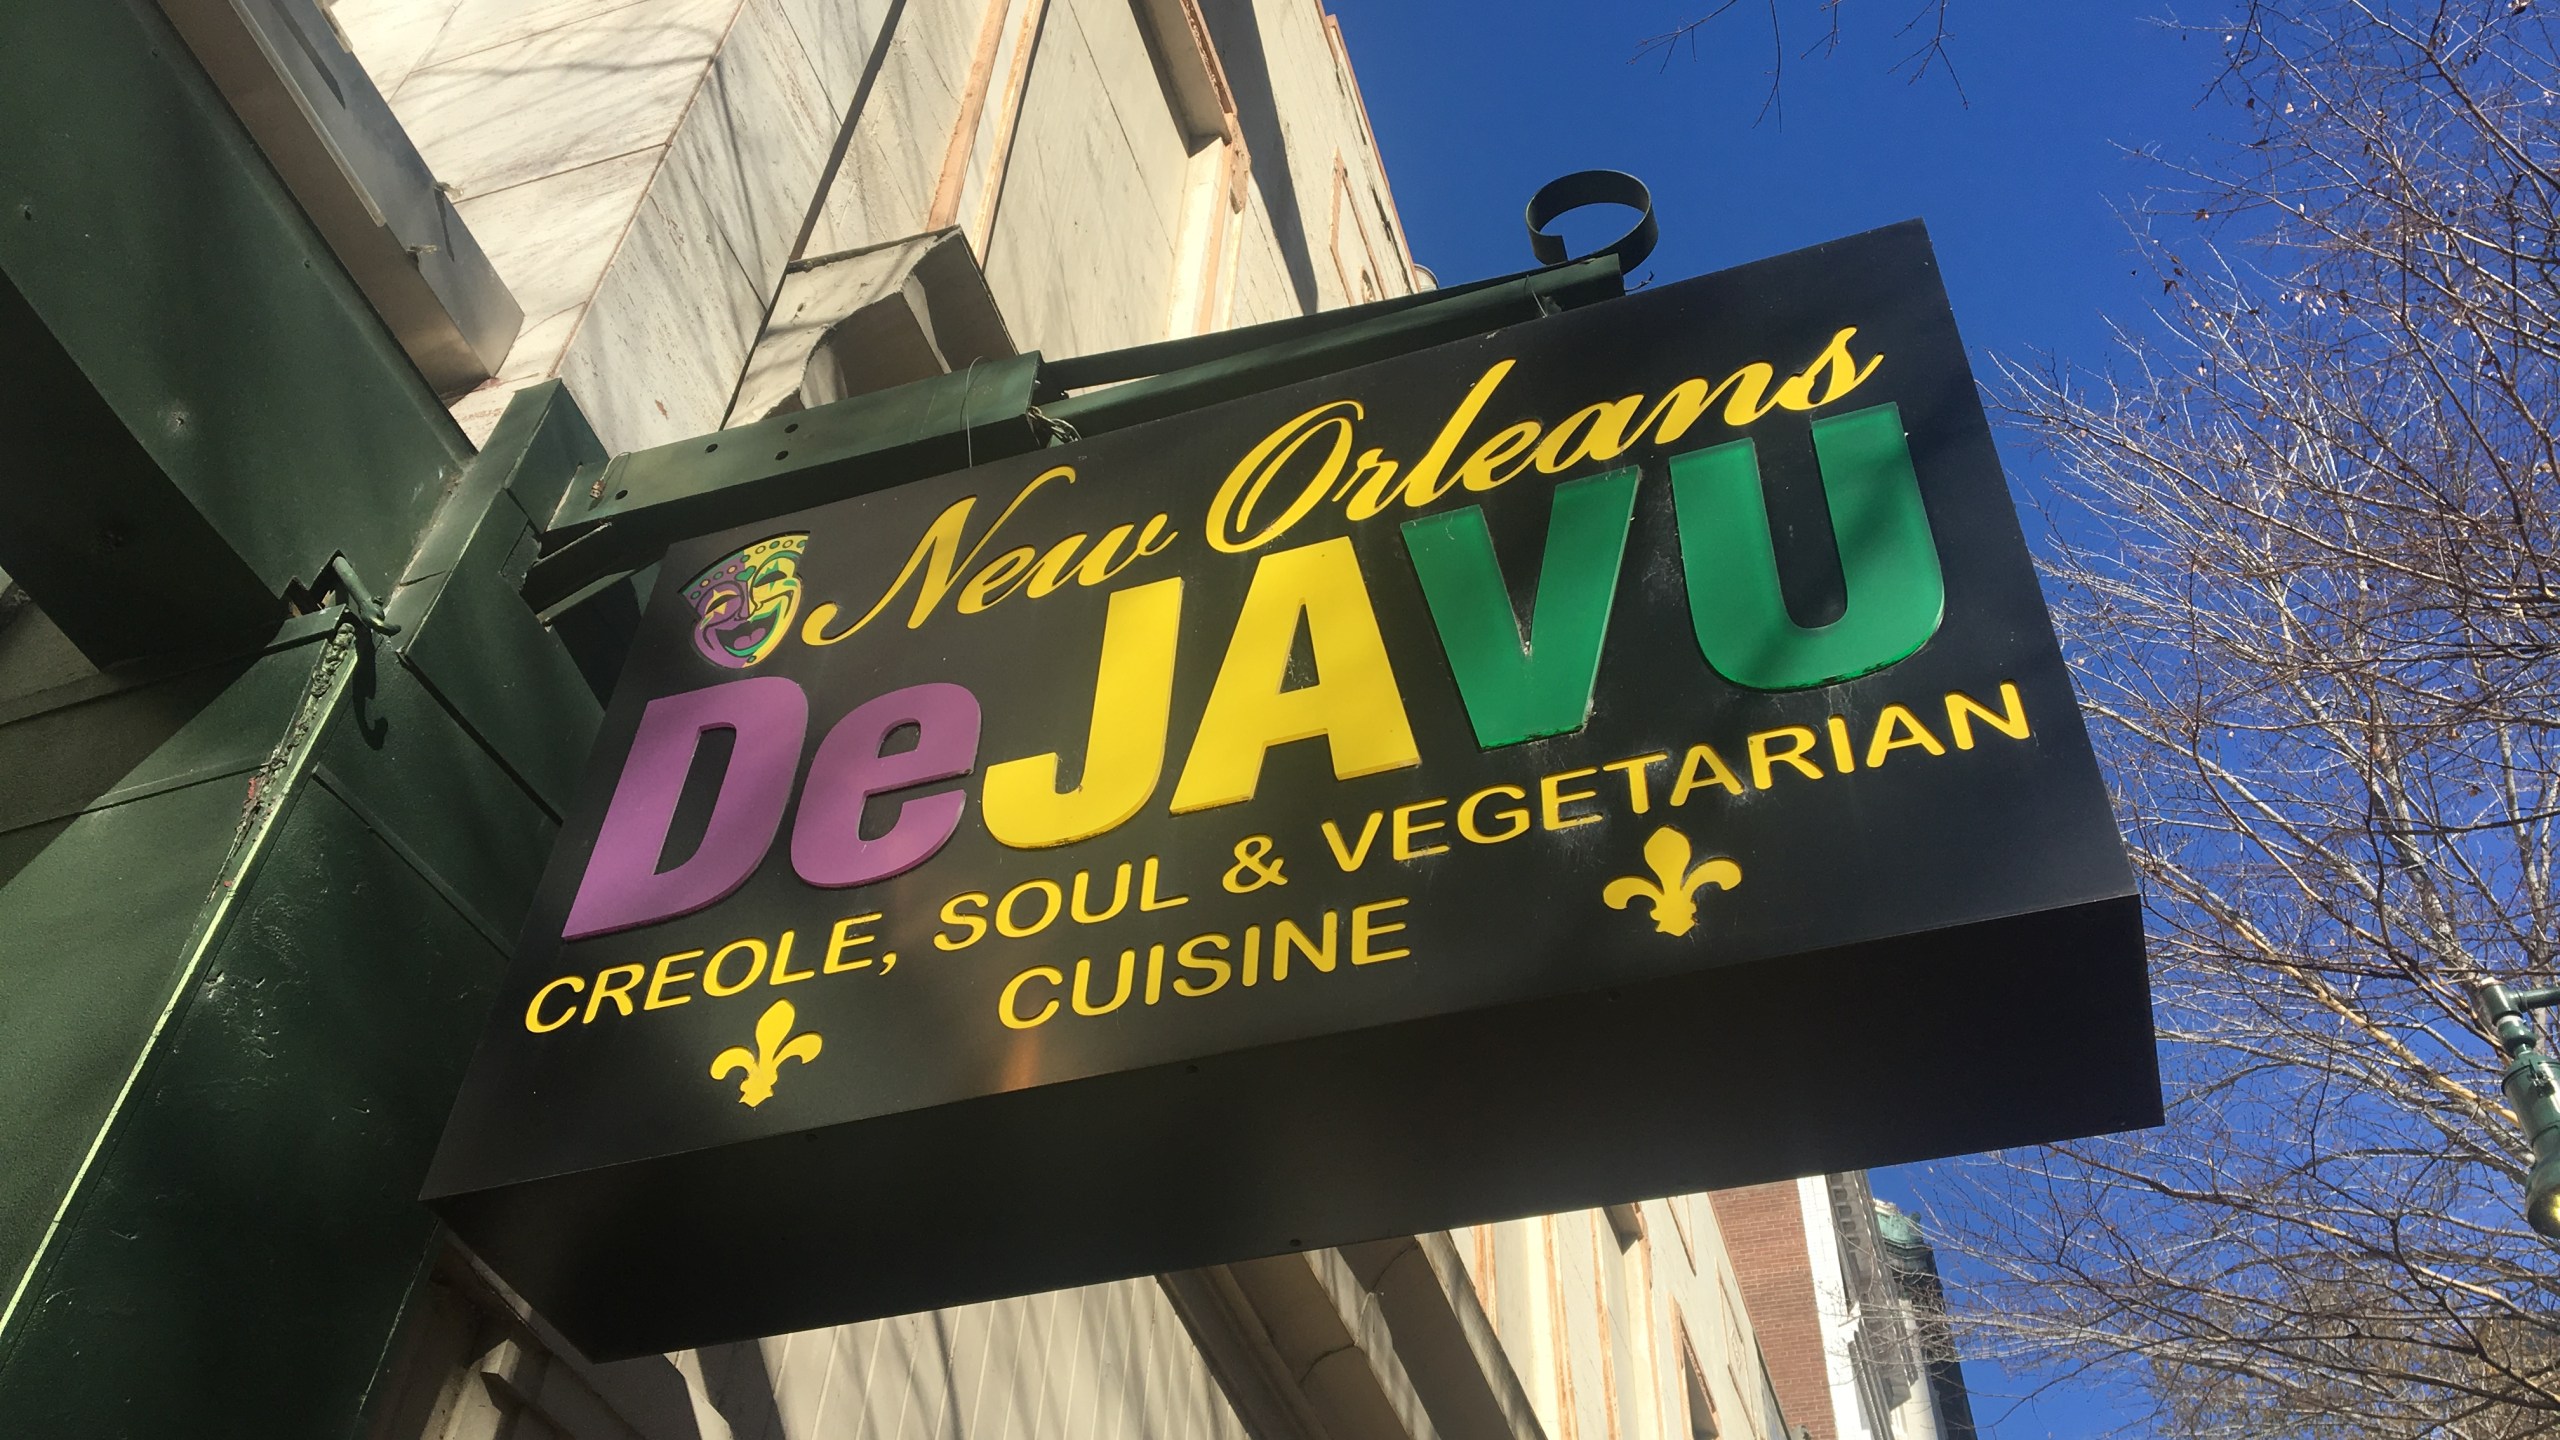 New Orleans
DeJAVU
CREOLE, SOUL & VEGETARIAN
CUISINE